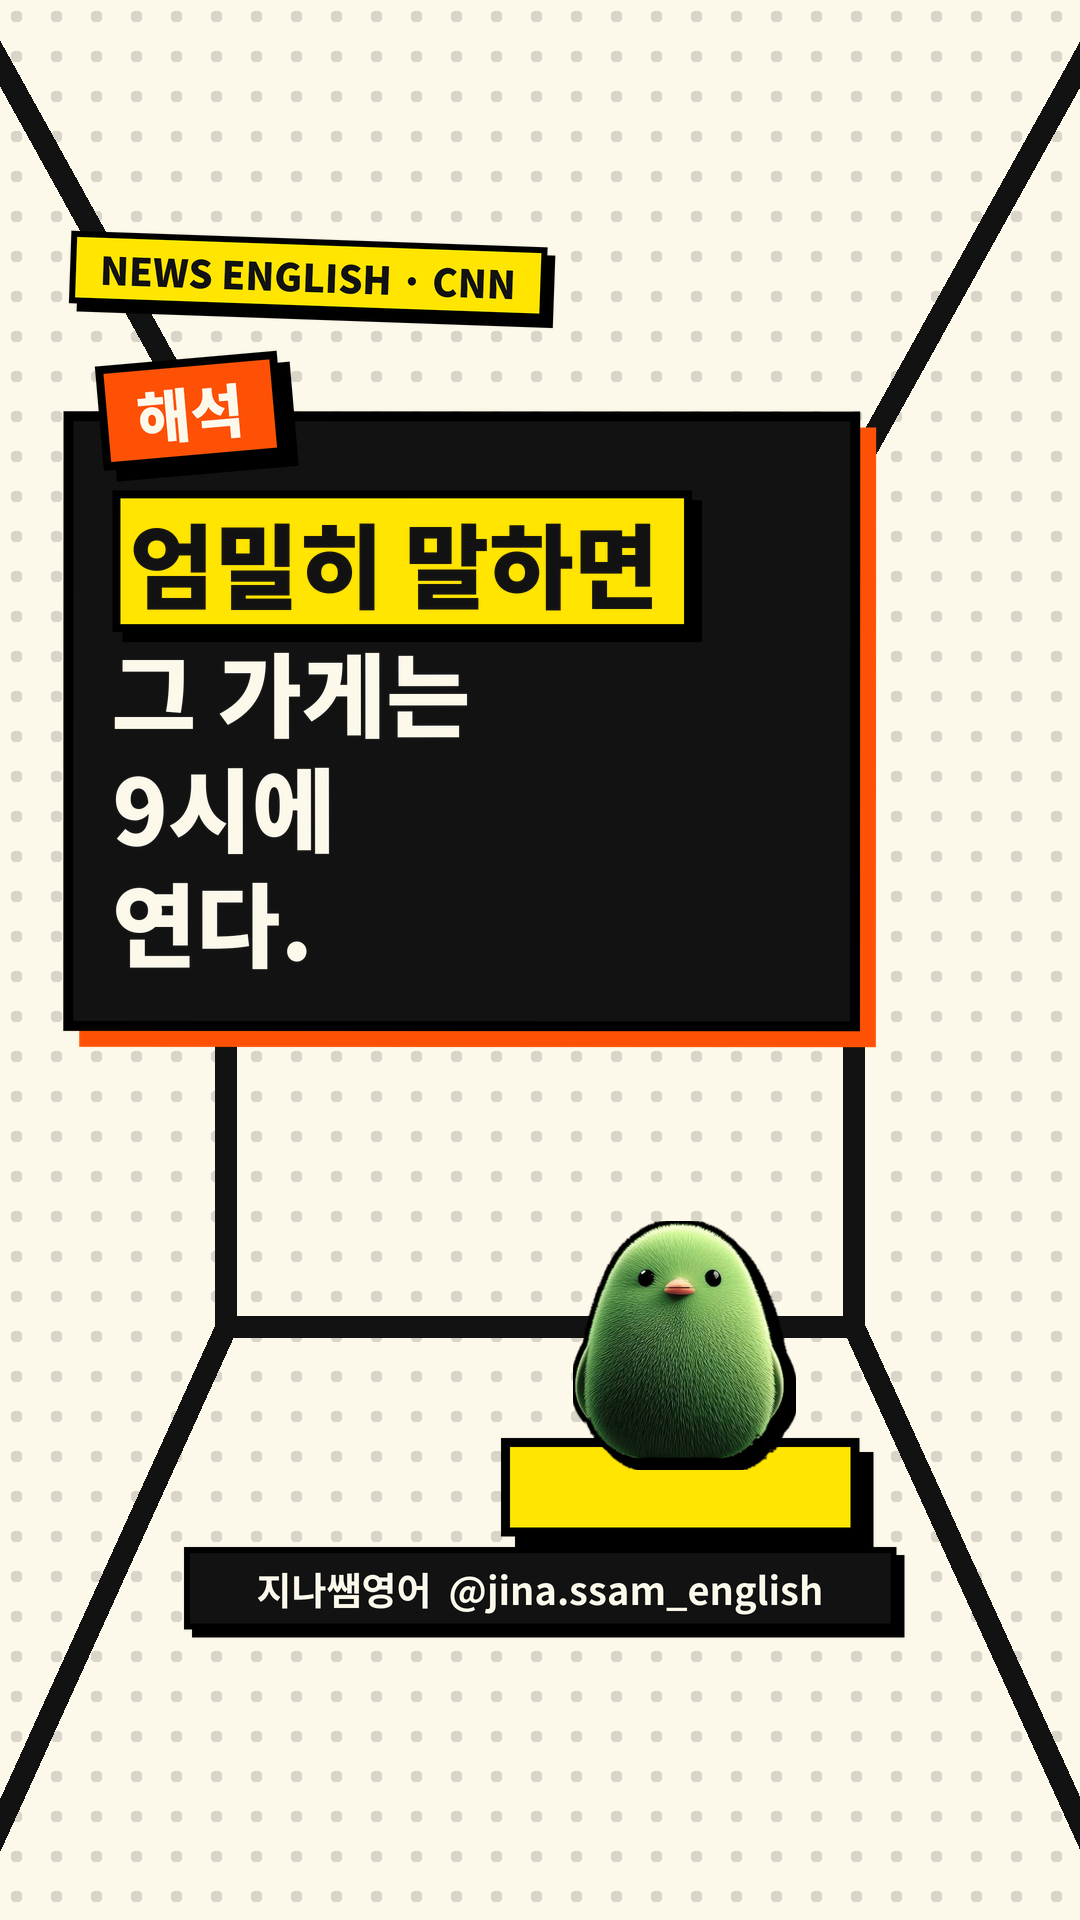 NEWS ENGLISH · CNN
해석
엄밀히 말하면
그 가게는
9시에
연다.
지나쌤영어 @jina.ssam_english